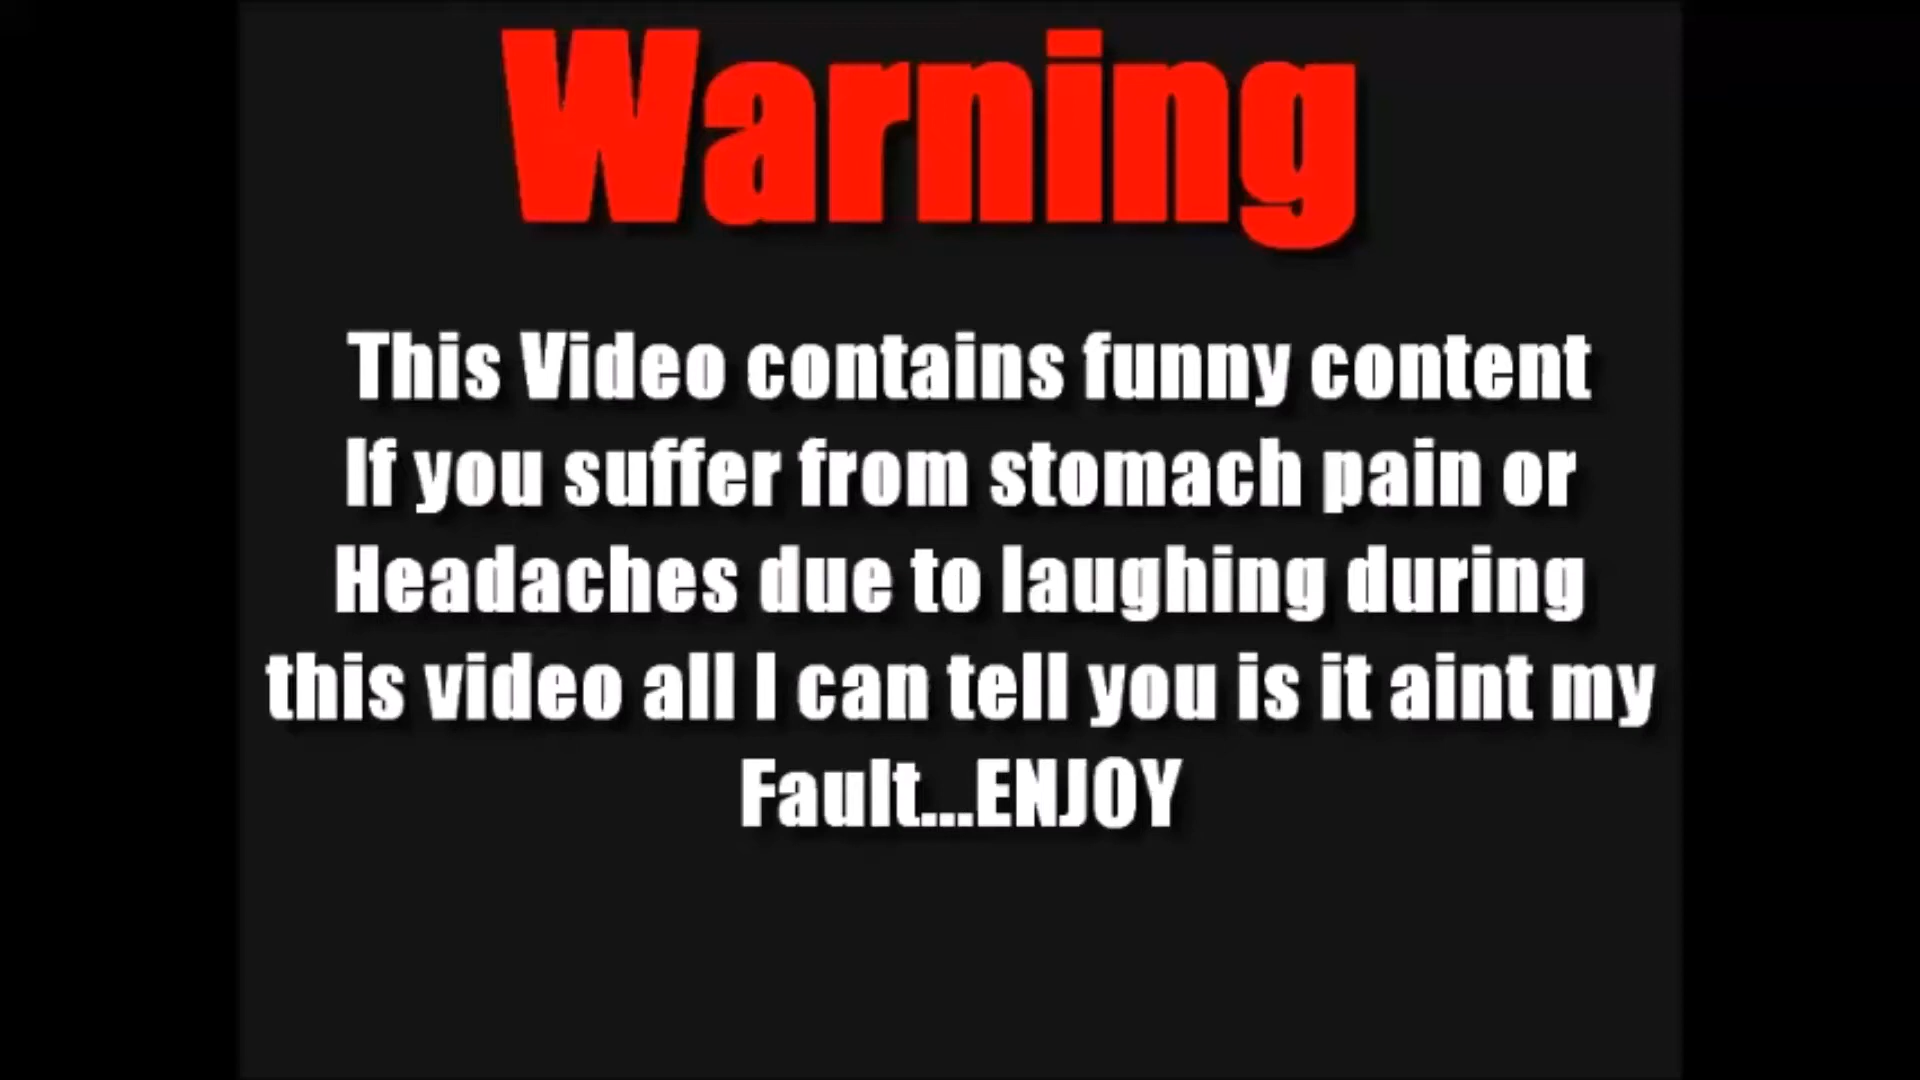 Warning
This Video contains funny content
If you suffer from stomach pain or
Headaches due to laughing during
this video all I can tell you is it aint my
Fault...ENJOY